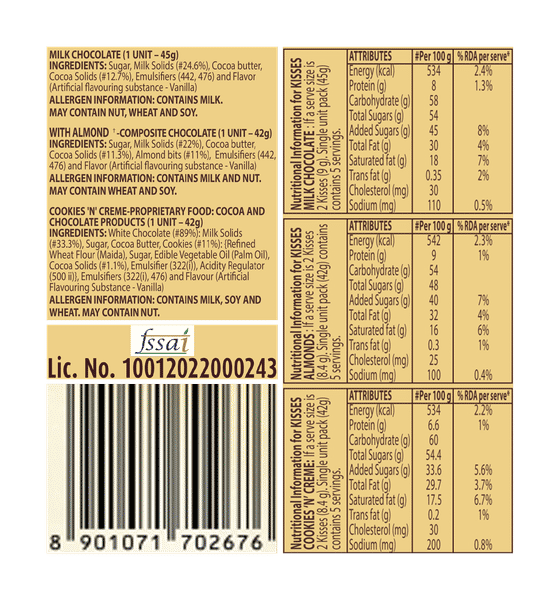 MILK CHOCOLATE (1 UNIT – 45g)
INGREDIENTS: Sugar, Milk Solids (#24.6%), Cocoa butter,
Cocoa Solids (#12.7%), Emulsifiers (442, 476) and Flavor
(Artificial flavouring substance - Vanilla)
ALLERGEN INFORMATION: CONTAINS MILK.
MAY CONTAIN NUT, WHEAT AND SOY.
WITH ALMOND † -COMPOSITE CHOCOLATE (1 UNIT – 42g)
INGREDIENTS: Sugar, Milk Solids (#22%), Cocoa butter,
Cocoa Solids (#11.3%), Almond bits (#11%), Emulsifiers (442,
476) and Flavor (Artificial flavouring substance - Vanilla)
ALLERGEN INFORMATION: CONTAINS MILK AND NUT.
MAY CONTAIN WHEAT AND SOY.
COOKIES 'N' CREME-PROPRIETARY FOOD: COCOA AND
CHOCOLATE PRODUCTS (1 UNIT – 42g)
INGREDIENTS: White Chocolate (#89%): Milk Solids
(#33.3%), Sugar, Cocoa Butter, Cookies (#11%): (Refined
Wheat Flour (Maida), Sugar, Edible Vegetable Oil (Palm Oil),
Cocoa Solids (#1.1%), Emulsifier (322(i)), Acidity Regulator
(500 ii)), Emulsifiers (322(i), 476) and Flavour (Artificial
Flavouring Substance - Vanilla)
ALLERGEN INFORMATION: CONTAINS MILK, SOY AND
WHEAT. MAY CONTAIN NUT.
fssai
Lic. No. 10012022000243
8 901071 702676
Nutritional Information for KISSES
MILK CHOCOLATE : If a serve size is
2 Kisses (9 g). Single unit pack (45g)
contains 5 servings.
ATTRIBUTES #Per 100 g % RDA per serve#
Energy (kcal) 534 2.4%
Protein (g) 8 1.3%
Carbohydrate (g) 58
Total Sugars (g) 54
Added Sugars (g) 45 8%
Total Fat (g) 30 4%
Saturated fat (g) 18 7%
Trans fat (g) 0.35 2%
Cholesterol (mg) 30
Sodium (mg) 110 0.5%
Nutritional Information for KISSES
ALMONDS : If a serve size is 2 Kisses
(8.4 g). Single unit pack (42g) contains
5 servings.
ATTRIBUTES #Per 100 g % RDA per serve#
Energy (kcal) 542 2.3%
Protein (g) 9 1%
Carbohydrate (g) 54
Total Sugars (g) 48
Added Sugars (g) 40 7%
Total Fat (g) 32 4%
Saturated fat (g) 16 6%
Trans fat (g) 0.3 1%
Cholesterol (mg) 25
Sodium (mg) 100 0.4%
Nutritional Information for KISSES
COOKIES 'N' CREME: If a serve size is
2 Kisses (8.4 g). Single unit pack (42g)
contains 5 servings.
ATTRIBUTES #Per 100 g % RDA per serve#
Energy (kcal) 534 2.2%
Protein (g) 6.6 1%
Carbohydrate (g) 60
Total Sugars (g) 54.4
Added Sugars (g) 33.6 5.6%
Total Fat (g) 29.7 3.7%
Saturated fat (g) 17.5 6.7%
Trans fat (g) 0.2 1%
Cholesterol (mg) 30
Sodium (mg) 200 0.8%